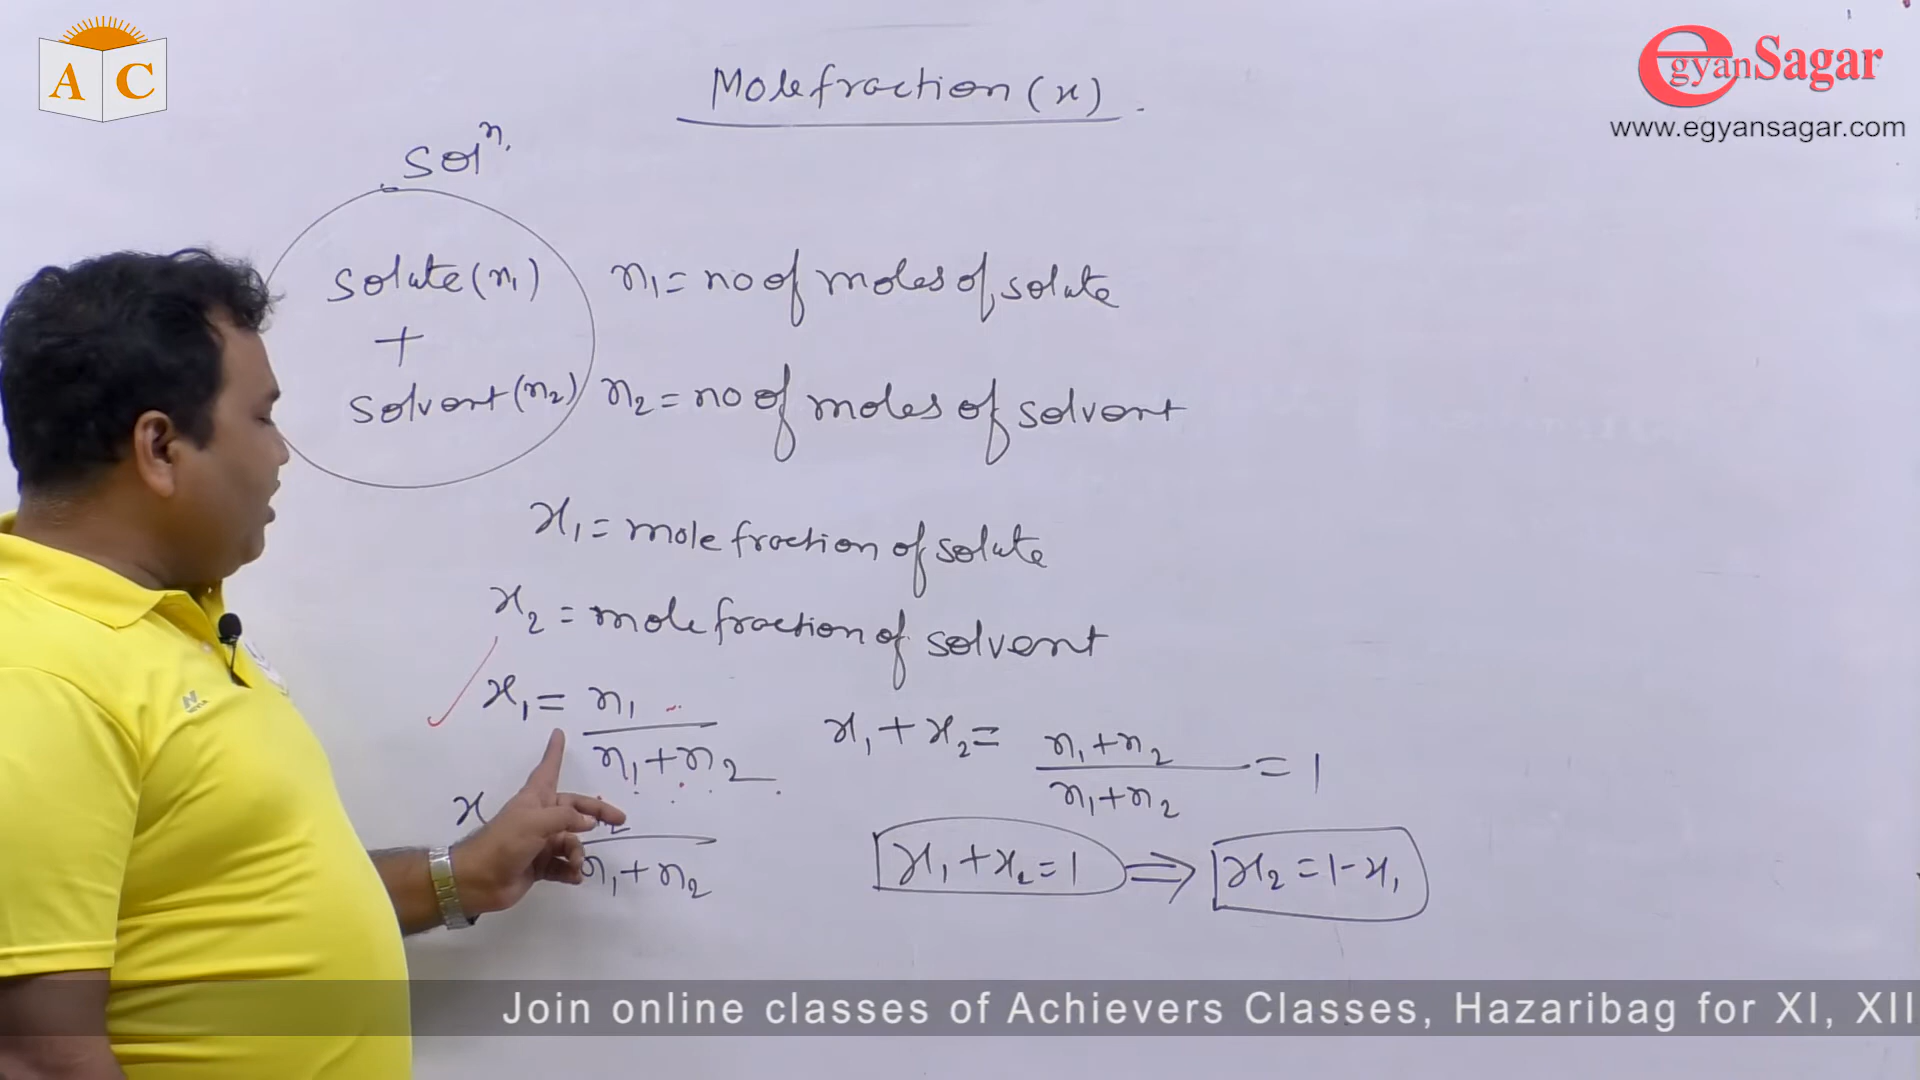 A C
egyanSagar
www.egyansagar.com
Mole fraction (x)
Solⁿ.
Solute (n₁)
+
Solvent (n₂)
n₁ = no of moles of solute
n₂ = no of moles of solvent
x₁ = mole fraction of solute
x₂ = mole fraction of solvent
x₁ = n₁ / n₁ + n₂
x₁ + x₂ = n₁ + n₂ / n₁ + n₂ = 1
x 2 / n₁ + n₂
x₁ + x₂ = 1 ⇒ x₂ = 1 - x₁
Join online classes of Achievers Classes, Hazaribag for XI, XII